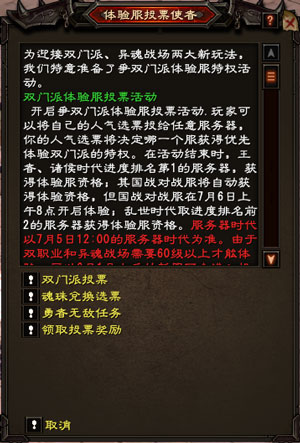 体验服投票使者
为迎接双门派、异魂战场两大新玩法，
我们特意准备了争双门派体验服特权活
动。
双门派体验服投票活动
开启争双门派体验服投票活动.玩家可
以将自己的人气选票投给任意服务器，
你的人气选票将决定哪一个服获得优先
体验双门派的特权。在活动结束时，王
者、诸侯时代进度排名第1的服务器，获
得体验服资格；其国战对战服将自动获
得体验资格，但国战对战服在7月6日上
午8点开启体验；乱世时代取进度排名前
2的服务器获得体验服资格。服务器时代
以7月5日12:00的服务器时代为准。由于
双职业和异魂战场需要60级以上才能体
双门派投票
魂珠兑换选票
勇者无敌任务
领取投票奖励
取消